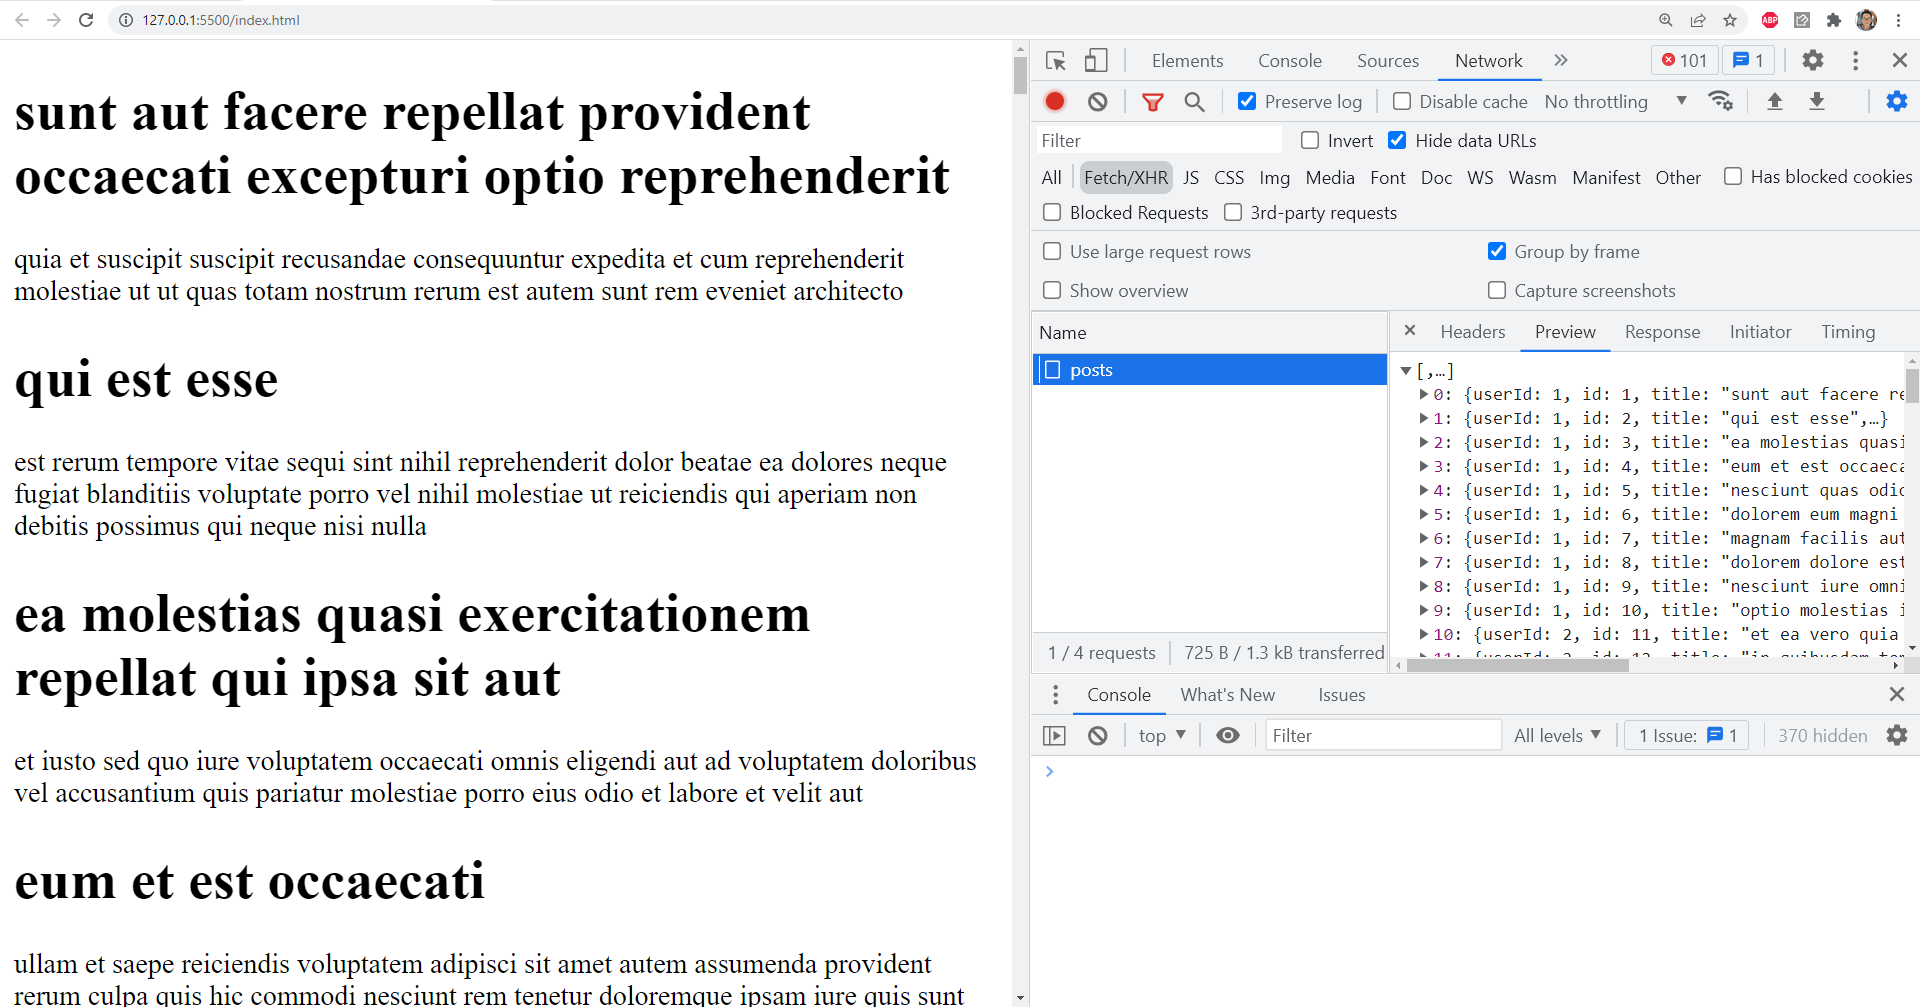 127.0.0.1:5500/index.html
ABP
sunt aut facere repellat provident
occaecati excepturi optio reprehenderit
quia et suscipit suscipit recusandae consequuntur expedita et cum reprehenderit
molestiae ut ut quas totam nostrum rerum est autem sunt rem eveniet architecto
qui est esse
est rerum tempore vitae sequi sint nihil reprehenderit dolor beatae ea dolores neque
fugiat blanditiis voluptate porro vel nihil molestiae ut reiciendis qui aperiam non
debitis possimus qui neque nisi nulla
ea molestias quasi exercitationem
repellat qui ipsa sit aut
et iusto sed quo iure voluptatem occaecati omnis eligendi aut ad voluptatem doloribus
vel accusantium quis pariatur molestiae porro eius odio et labore et velit aut
eum et est occaecati
ullam et saepe reiciendis voluptatem adipisci sit amet autem assumenda provident
rerum culpa quis hic commodi nesciunt rem tenetur doloremque ipsam iure quis sunt
Elements Console Sources Network 101 1
Preserve log Disable cache No throttling
Filter Invert Hide data URLs
All Fetch/XHR JS CSS Img Media Font Doc WS Wasm Manifest Other Has blocked cookies
Blocked Requests 3rd-party requests
Use large request rows Group by frame
Show overview Capture screenshots
Name
posts
1 / 4 requests 725 B / 1.3 kB transferred
Headers Preview Response Initiator Timing
[,…]
0: {userId: 1, id: 1, title: "sunt aut facere re
1: {userId: 1, id: 2, title: "qui est esse",…}
2: {userId: 1, id: 3, title: "ea molestias quasi
3: {userId: 1, id: 4, title: "eum et est occaeca
4: {userId: 1, id: 5, title: "nesciunt quas odio
5: {userId: 1, id: 6, title: "dolorem eum magni
6: {userId: 1, id: 7, title: "magnam facilis aut
7: {userId: 1, id: 8, title: "dolorem dolore est
8: {userId: 1, id: 9, title: "nesciunt iure omni
9: {userId: 1, id: 10, title: "optio molestias i
10: {userId: 2, id: 11, title: "et ea vero quia
11: {userId: 2, id: 12, title: "in quibusdam tem
Console What's New Issues
top Filter All levels 1 Issue: 1 370 hidden